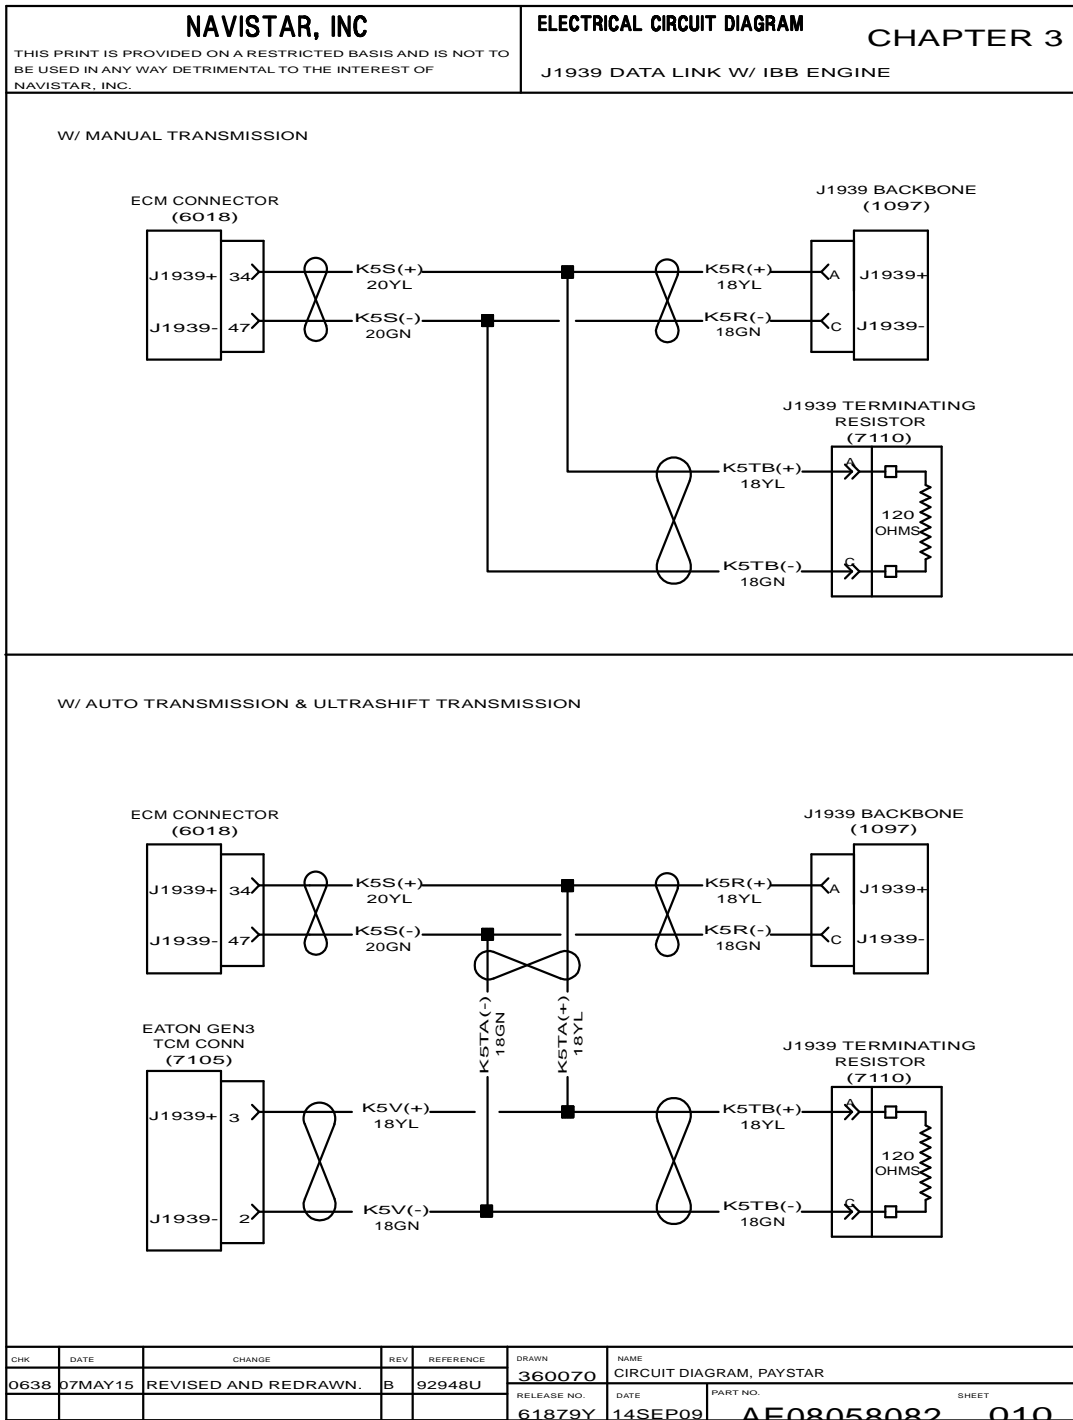 NAVISTAR, INC
THIS PRINT IS PROVIDED ON A RESTRICTED BASIS AND IS NOT TO
BE USED IN ANY WAY DETRIMENTAL TO THE INTEREST OF
NAVISTAR, INC.
ELECTRICAL CIRCUIT DIAGRAM
CHAPTER 3
J1939 DATA LINK W/ IBB ENGINE
W/ MANUAL TRANSMISSION
ECM CONNECTOR
(6018)
J1939+ 34
J1939- 47
K5S(+)
20YL
K5S(-)
20GN
K5R(+)
18YL
K5R(-)
18GN
J1939 BACKBONE
(1097)
A J1939+
C J1939-
J1939 TERMINATING
RESISTOR
(7110)
K5TB(+)
18YL
K5TB(-)
18GN
A
C
120
OHMS
W/ AUTO TRANSMISSION & ULTRASHIFT TRANSMISSION
ECM CONNECTOR
(6018)
J1939+ 34
J1939- 47
K5S(+)
20YL
K5S(-)
20GN
K5R(+)
18YL
K5R(-)
18GN
J1939 BACKBONE
(1097)
A J1939+
C J1939-
K5TA(-)
18GN
K5TA(+)
18YL
EATON GEN3
TCM CONN
(7105)
J1939+ 3
J1939- 2
K5V(+)
18YL
K5V(-)
18GN
J1939 TERMINATING
RESISTOR
(7110)
K5TB(+)
18YL
K5TB(-)
18GN
A
C
120
OHMS
CHK DATE CHANGE REV REFERENCE
0638 07MAY15 REVISED AND REDRAWN. B 92948U
DRAWN
360070
NAME
CIRCUIT DIAGRAM, PAYSTAR
RELEASE NO.
61879Y
DATE
14SEP09
PART NO.
AE08058082
SHEET
010